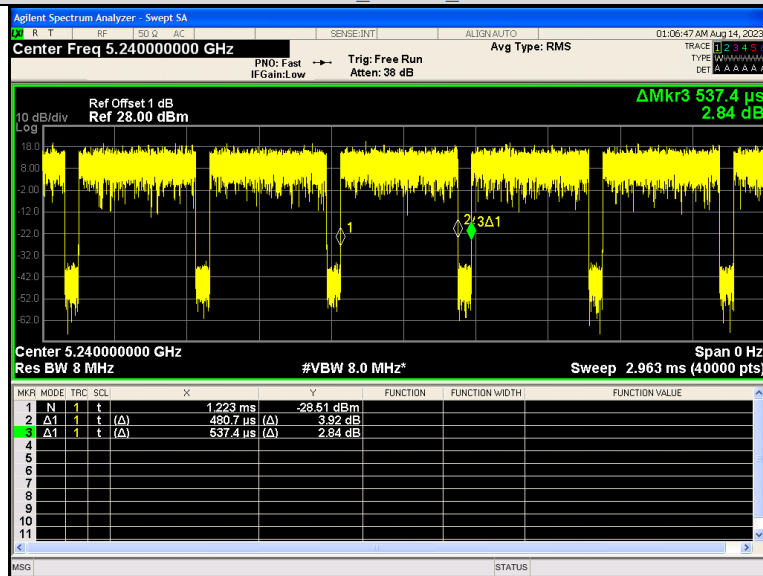 Agilent Spectrum Analyzer - Swept SA
LXI R T RF 50 Ω AC SENSE:INT ALIGN AUTO 01:06:47 AM Aug 14, 2023
Center Freq 5.240000000 GHz Avg Type: RMS TRACE 1 2 3 4 5
PNO: Fast Trig: Free Run TYPE
IFGain:Low Atten: 38 dB DET A A A A A
ΔMkr3 537.4 µs
Ref Offset 1 dB
10 dB/div Ref 28.00 dBm 2.84 dB
Log
18.0
8.00
-2.00
-12.0
-22.0
-32.0
-42.0
-52.0
-62.0
1
2
3Δ1
Center 5.240000000 GHz Span 0 Hz
Res BW 8 MHz #VBW 8.0 MHz* Sweep 2.963 ms (40000 pts)
MKR MODE TRC SCL X Y FUNCTION FUNCTION WIDTH FUNCTION VALUE
1 N 1 t 1.223 ms -28.51 dBm
2 Δ1 1 t (Δ) 480.7 µs (Δ) 3.92 dB
3 Δ1 1 t (Δ) 537.4 µs (Δ) 2.84 dB
4
5
6
7
8
9
10
11
MSG STATUS